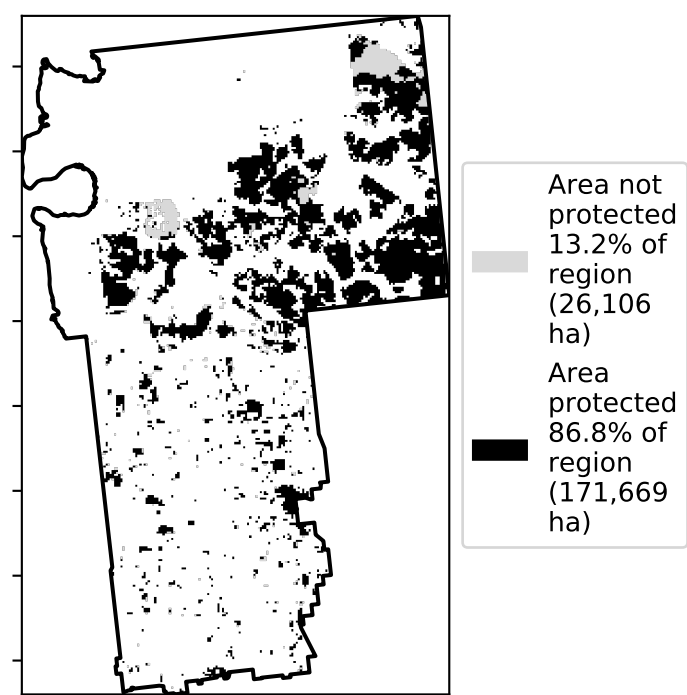 Area not
protected
13.2% of
region
(26,106
ha)
Area
protected
86.8% of
region
(171,669
ha)